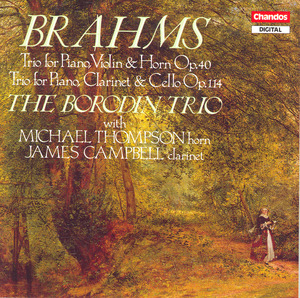 Chandos
DIGITAL
BRAHMS
Trio for Piano, Violin & Horn Op.40
Trio for Piano, Clarinet & Cello Op.114
THE BORODIN TRIO
with
MICHAEL THOMPSON horn
JAMES CAMPBELL clarinet